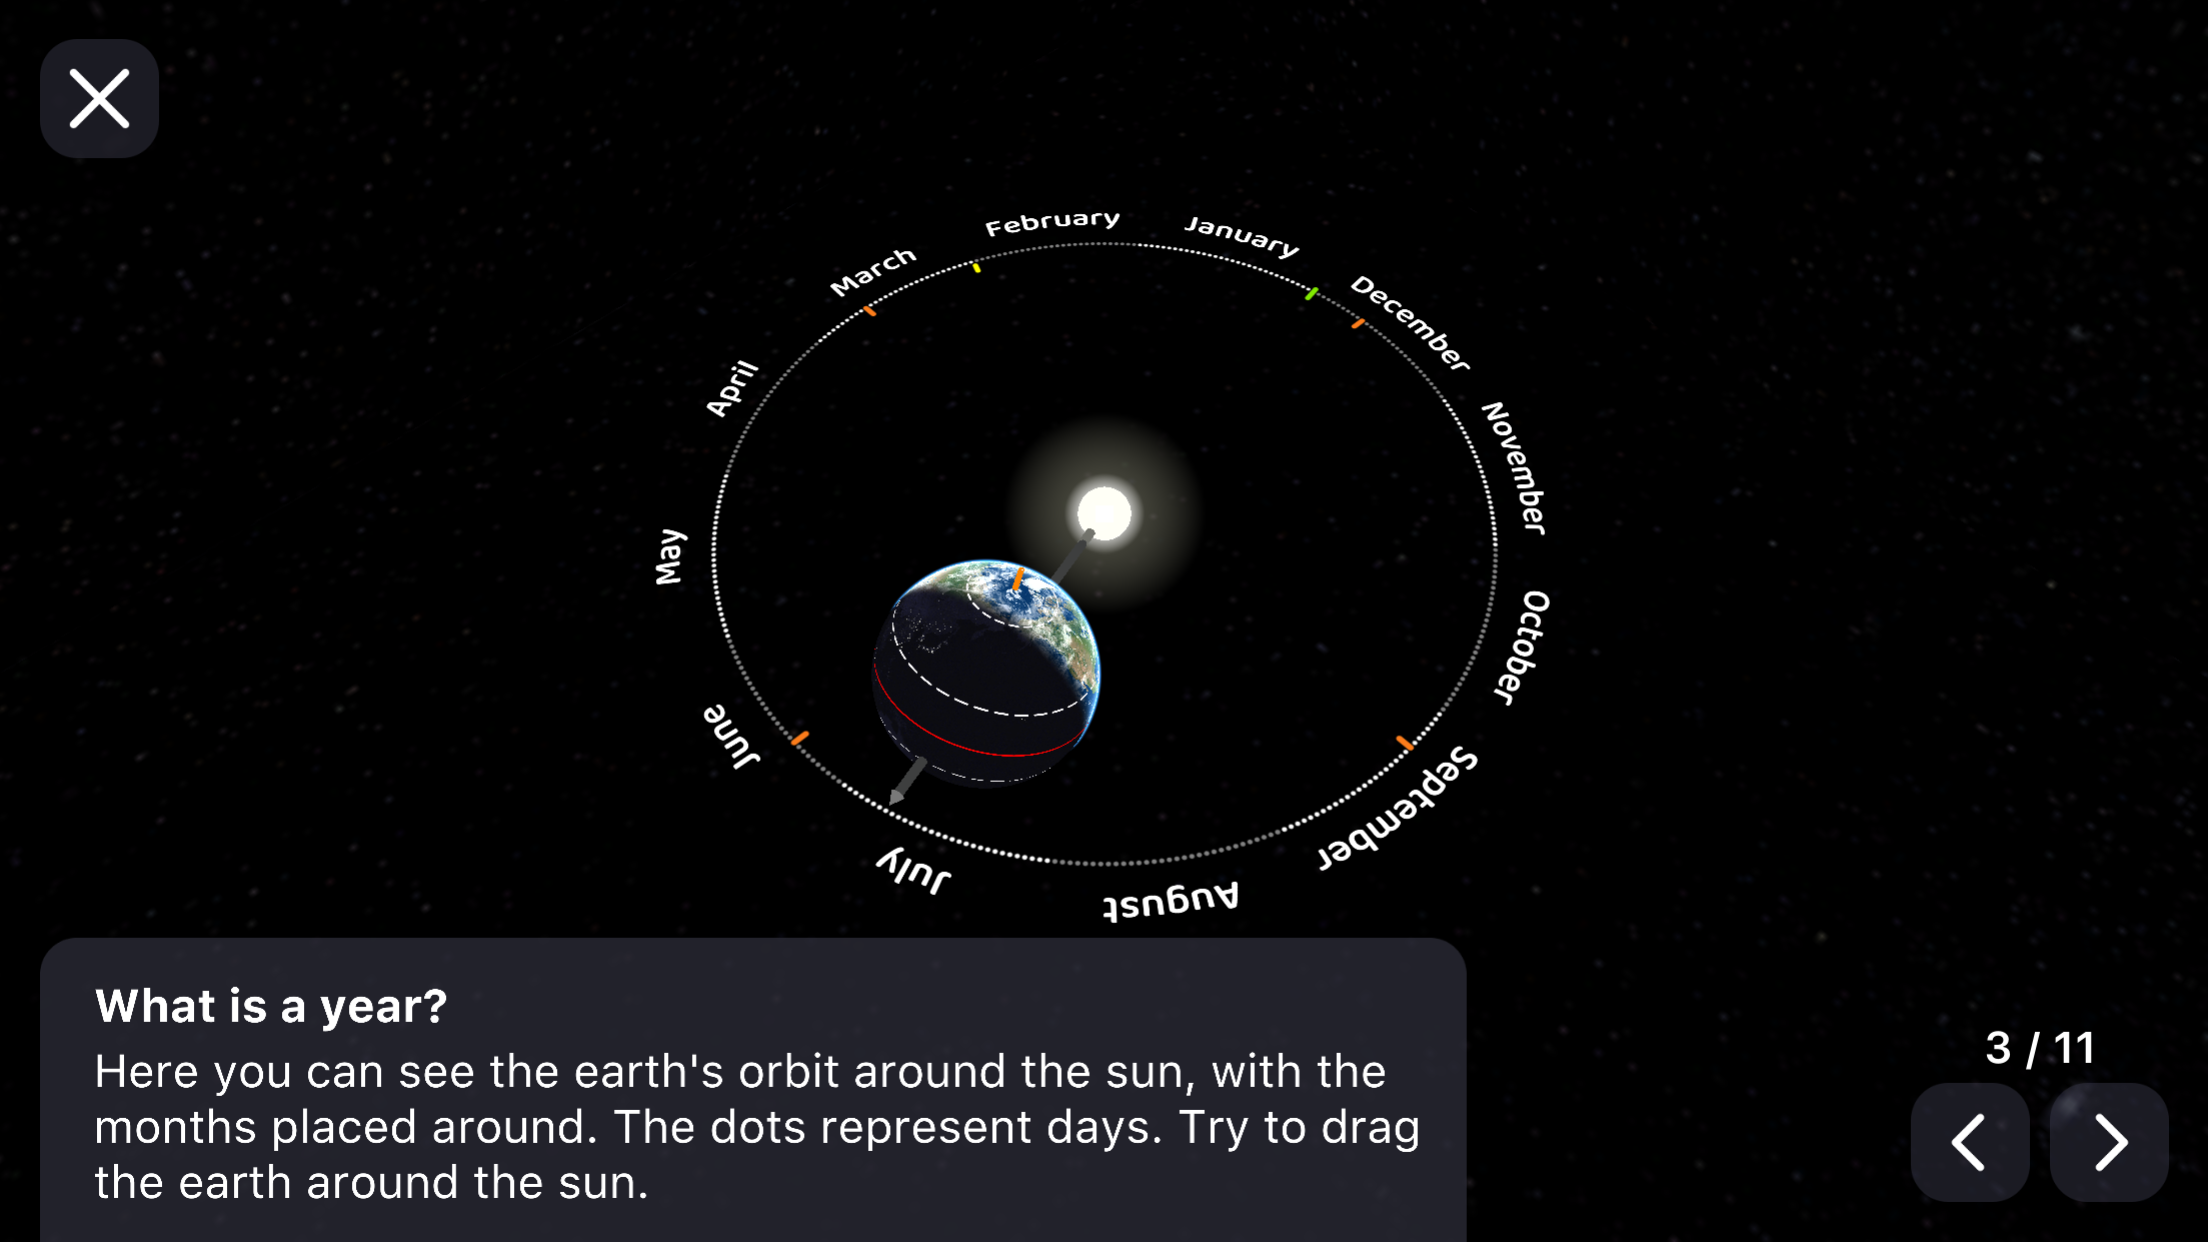 February
January
March
December
April
November
May
October
June
September
July
August
What is a year?
Here you can see the earth's orbit around the sun, with the
months placed around. The dots represent days. Try to drag
the earth around the sun.
3 / 11